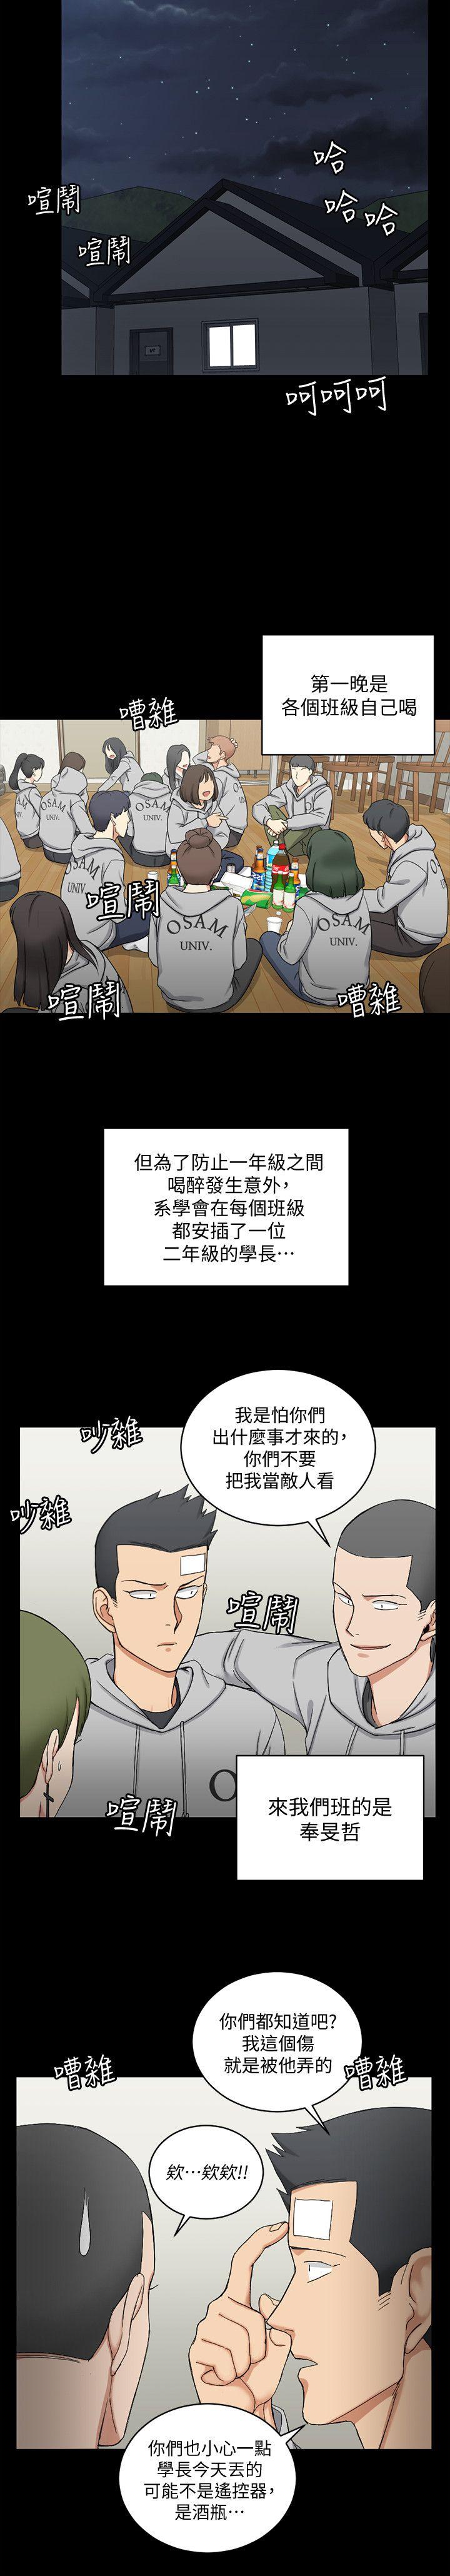 哈
喧鬧
哈哈
喧鬧
呵呵呵
第一晚是
各個班級自己喝
嘈雜
OSAM
UNIV.
OSAM
UNIV.
喧鬧
OSAM
UNIV.
OSAM
UNIV.
喧鬧
嘈雜
但為了防止一年級之間
喝醉發生意外,
系學會在每個班級
都安插了一位
二年級的學長…
我是怕你們
出什麼事才來的,
你們不要
把我當敵人看
吵雜
吵雜
喧鬧
O
喧鬧
來我們班的是
奉旻哲
你們都知道吧?
我這個傷
就是被他弄的
嘈雜
嘈雜
欸…欸欸!!
你們也小心一點
學長今天丟的
可能不是遙控器,
是酒瓶…